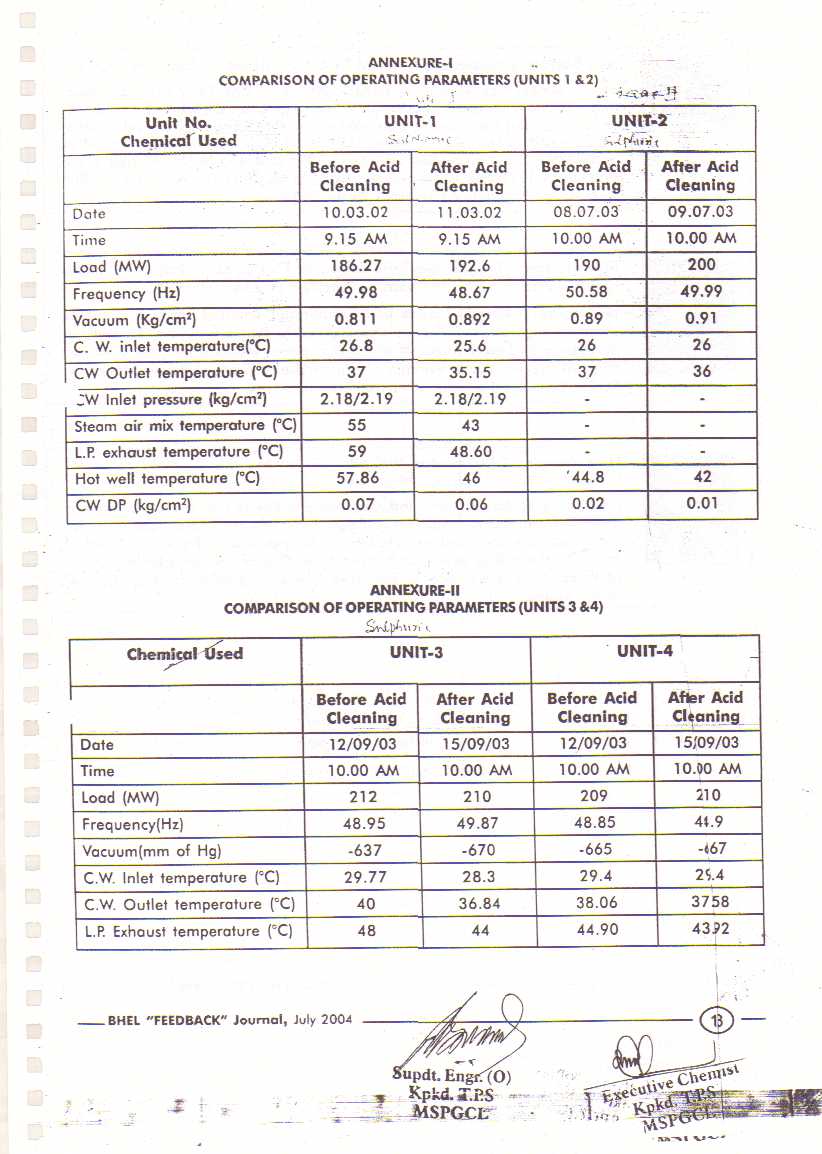 ANNEXURE-I
COMPARISON OF OPERATING PARAMETERS (UNITS 1 &2)
Unit No. UNIT-1 UNIT-2
Chemical Used Sulphuric
Before Acid After Acid Before Acid After Acid
Cleaning Cleaning Cleaning Cleaning
Date 10.03.02 11.03.02 08.07.03 09.07.03
Time 9.15 AM 9.15 AM 10.00 AM 10.00 AM
Load (MW) 186.27 192.6 190 200
Frequency (Hz) 49.98 48.67 50.58 49.99
Vacuum (Kg/cm²) 0.811 0.892 0.89 0.91
C. W. inlet temperature(°C) 26.8 25.6 26 26
CW Outlet temperature (°C) 37 35.15 37 36
CW Inlet pressure (kg/cm²) 2.18/2.19 2.18/2.19 - -
Steam air mix temperature (°C) 55 43 - -
L.P. exhaust temperature (°C) 59 48.60 - -
Hot well temperature (°C) 57.86 46 44.8 42
CW DP (kg/cm²) 0.07 0.06 0.02 0.01
ANNEXURE-II
COMPARISON OF OPERATING PARAMETERS (UNITS 3 &4)
Sulphuric
Chemical Used UNIT-3 UNIT-4
Before Acid After Acid Before Acid After Acid
Cleaning Cleaning Cleaning Cleaning
Date 12/09/03 15/09/03 12/09/03 15/09/03
Time 10.00 AM 10.00 AM 10.00 AM 10.00 AM
Load (MW) 212 210 209 210
Frequency(Hz) 48.95 49.87 48.85
Vacuum(mm of Hg) -637 -670 -665
C.W. Inlet temperature (°C) 29.77 28.3 29.4
C.W. Outlet temperature (°C) 40 36.84 38.06 3758
L.P. Exhaust temperature (°C) 48 44 44.90 43.92
BHEL "FEEDBACK" Journal, July 2004 13
Supdt. Engr. (O)
Kpkd. T.P.S
MSPGCL
Executive Chemist
Kpkd. T.P.S
MSPGCL